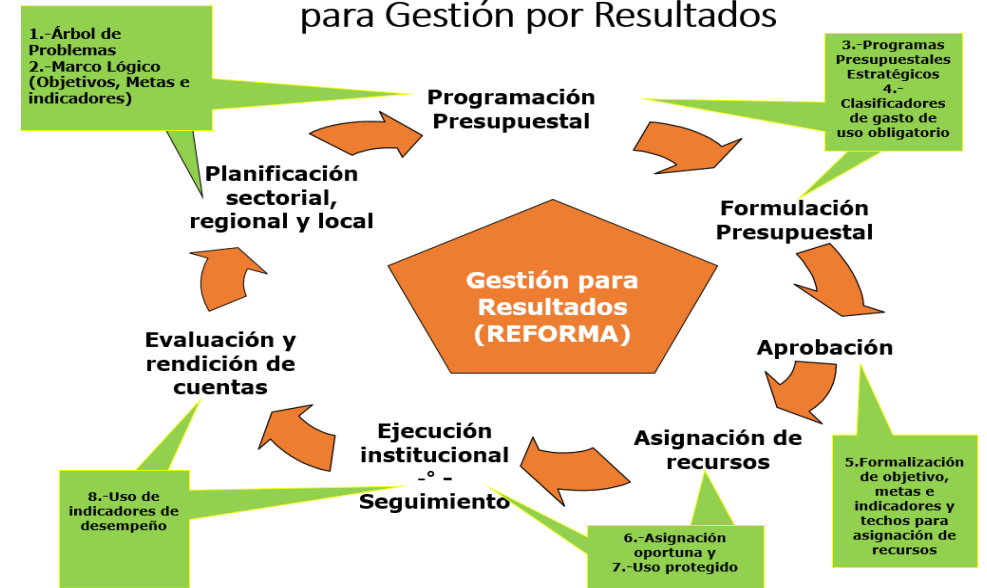 para Gestión por Resultados
1.-Árbol de
Problemas
2.-Marco Lógico
(Objetivos, Metas e
indicadores)
3.-Programas
Presupuestales
Estratégicos
4.-
Clasificadores
de gasto de
uso obligatorio
Programación
Presupuestal
Planificación
sectorial,
regional y local
Formulación
Presupuestal
Gestión para
Resultados
(REFORMA)
Evaluación y
rendición de
cuentas
Aprobación
Ejecución
institucional
-° -
Seguimiento
Asignación de
recursos
5.Formalización
de objetivo,
metas e
indicadores y
techos para
asignación de
recursos
8.-Uso de
indicadores de
desempeño
6.-Asignación
oportuna y
7.-Uso protegido